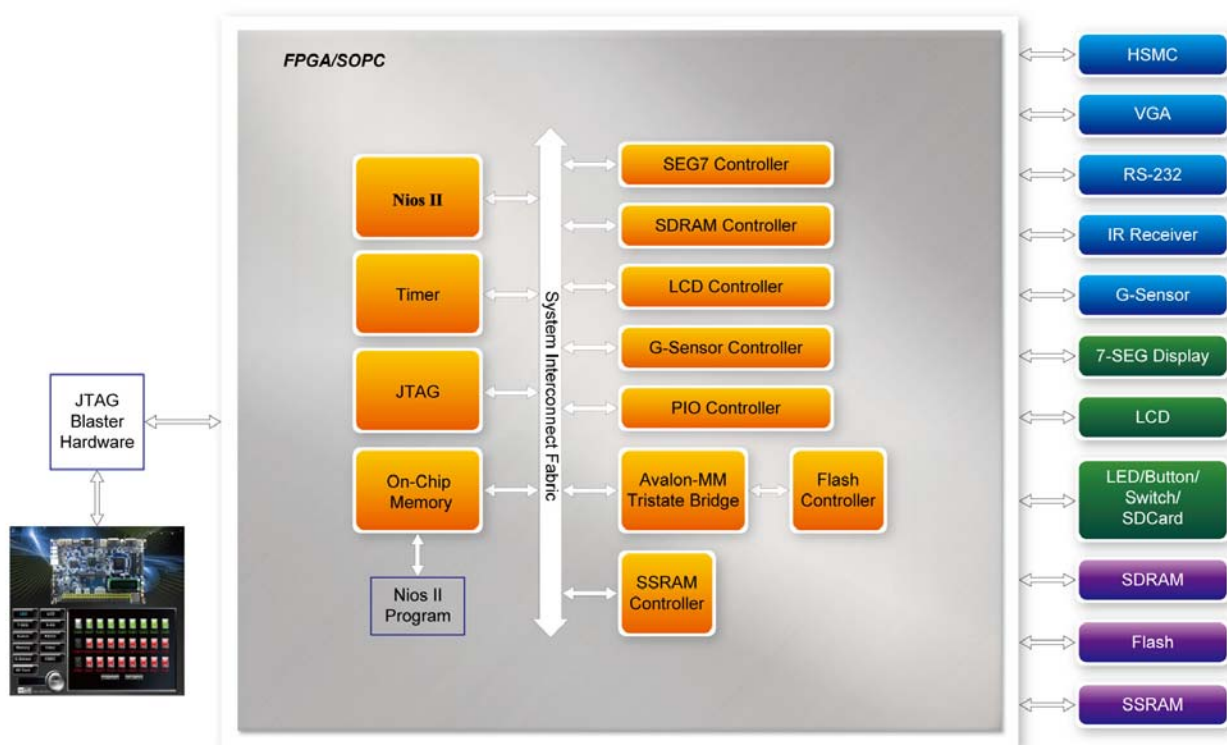 FPGA/SOPC
Nios II
Timer
JTAG
On-Chip
Memory
Nios II
Program
System Interconnect Fabric
SEG7 Controller
SDRAM Controller
LCD Controller
G-Sensor Controller
PIO Controller
Avalon-MM
Tristate Bridge
Flash
Controller
SSRAM
Controller
JTAG
Blaster
Hardware
HSMC
VGA
RS-232
IR Receiver
G-Sensor
7-SEG Display
LCD
LED/Button/
Switch/
SDCard
SDRAM
Flash
SSRAM